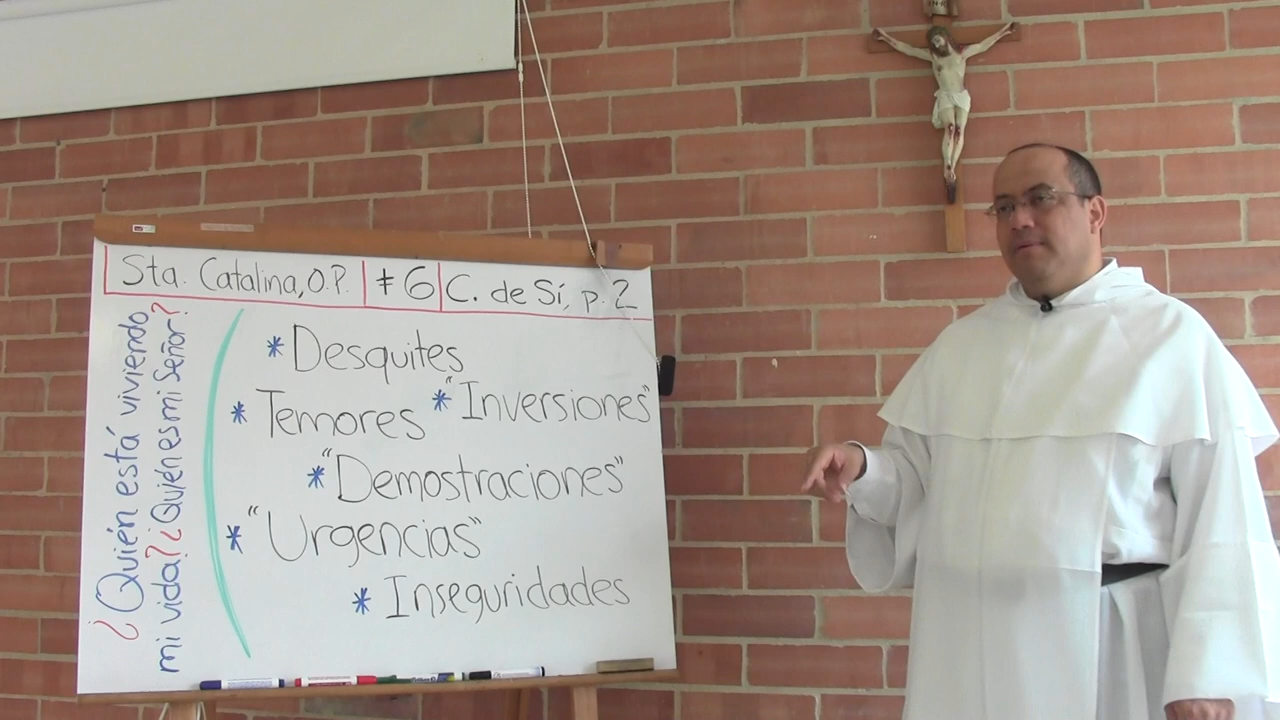 INRI
Sta. Catalina, O.P. # 6 C. de Sí, p. 2
¿Quién está viviendo
mi vida? ¿Quién es mi Señor?
* Desquites
* Temores * "Inversiones"
* "Demostraciones"
* "Urgencias"
* Inseguridades